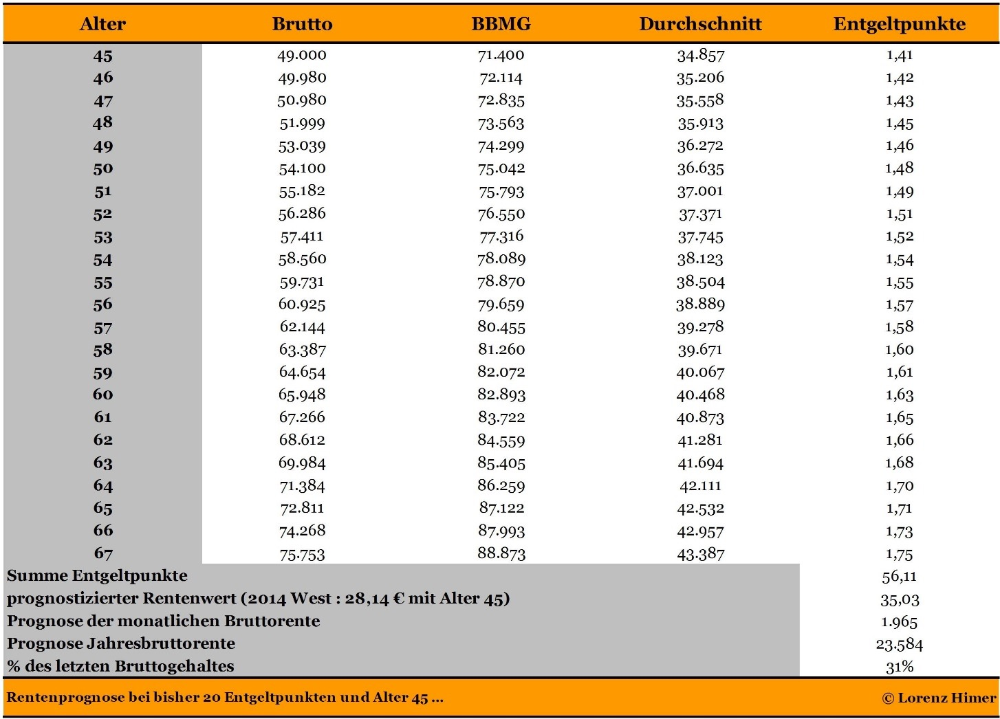 Alter Brutto BBMG Durchschnitt Entgeltpunkte
45 49.000 71.400 34.857 1,41
46 49.980 72.114 35.206 1,42
47 50.980 72.835 35.558 1,43
48 51.999 73.563 35.913 1,45
49 53.039 74.299 36.272 1,46
50 54.100 75.042 36.635 1,48
51 55.182 75.793 37.001 1,49
52 56.286 76.550 37.371 1,51
53 57.411 77.316 37.745 1,52
54 58.560 78.089 38.123 1,54
55 59.731 78.870 38.504 1,55
56 60.925 79.659 38.889 1,57
57 62.144 80.455 39.278 1,58
58 63.387 81.260 39.671 1,60
59 64.654 82.072 40.067 1,61
60 65.948 82.893 40.468 1,63
61 67.266 83.722 40.873 1,65
62 68.612 84.559 41.281 1,66
63 69.984 85.405 41.694 1,68
64 71.384 86.259 42.111 1,70
65 72.811 87.122 42.532 1,71
66 74.268 87.993 42.957 1,73
67 75.753 88.873 43.387 1,75
Summe Entgeltpunkte 56,11
prognostizierter Rentenwert (2014 West : 28,14 € mit Alter 45) 35,03
Prognose der monatlichen Bruttorente 1.965
Prognose Jahresbruttorente 23.584
% des letzten Bruttogehaltes 31%
Rentenprognose bei bisher 20 Entgeltpunkten und Alter 45 ... © Lorenz Himer